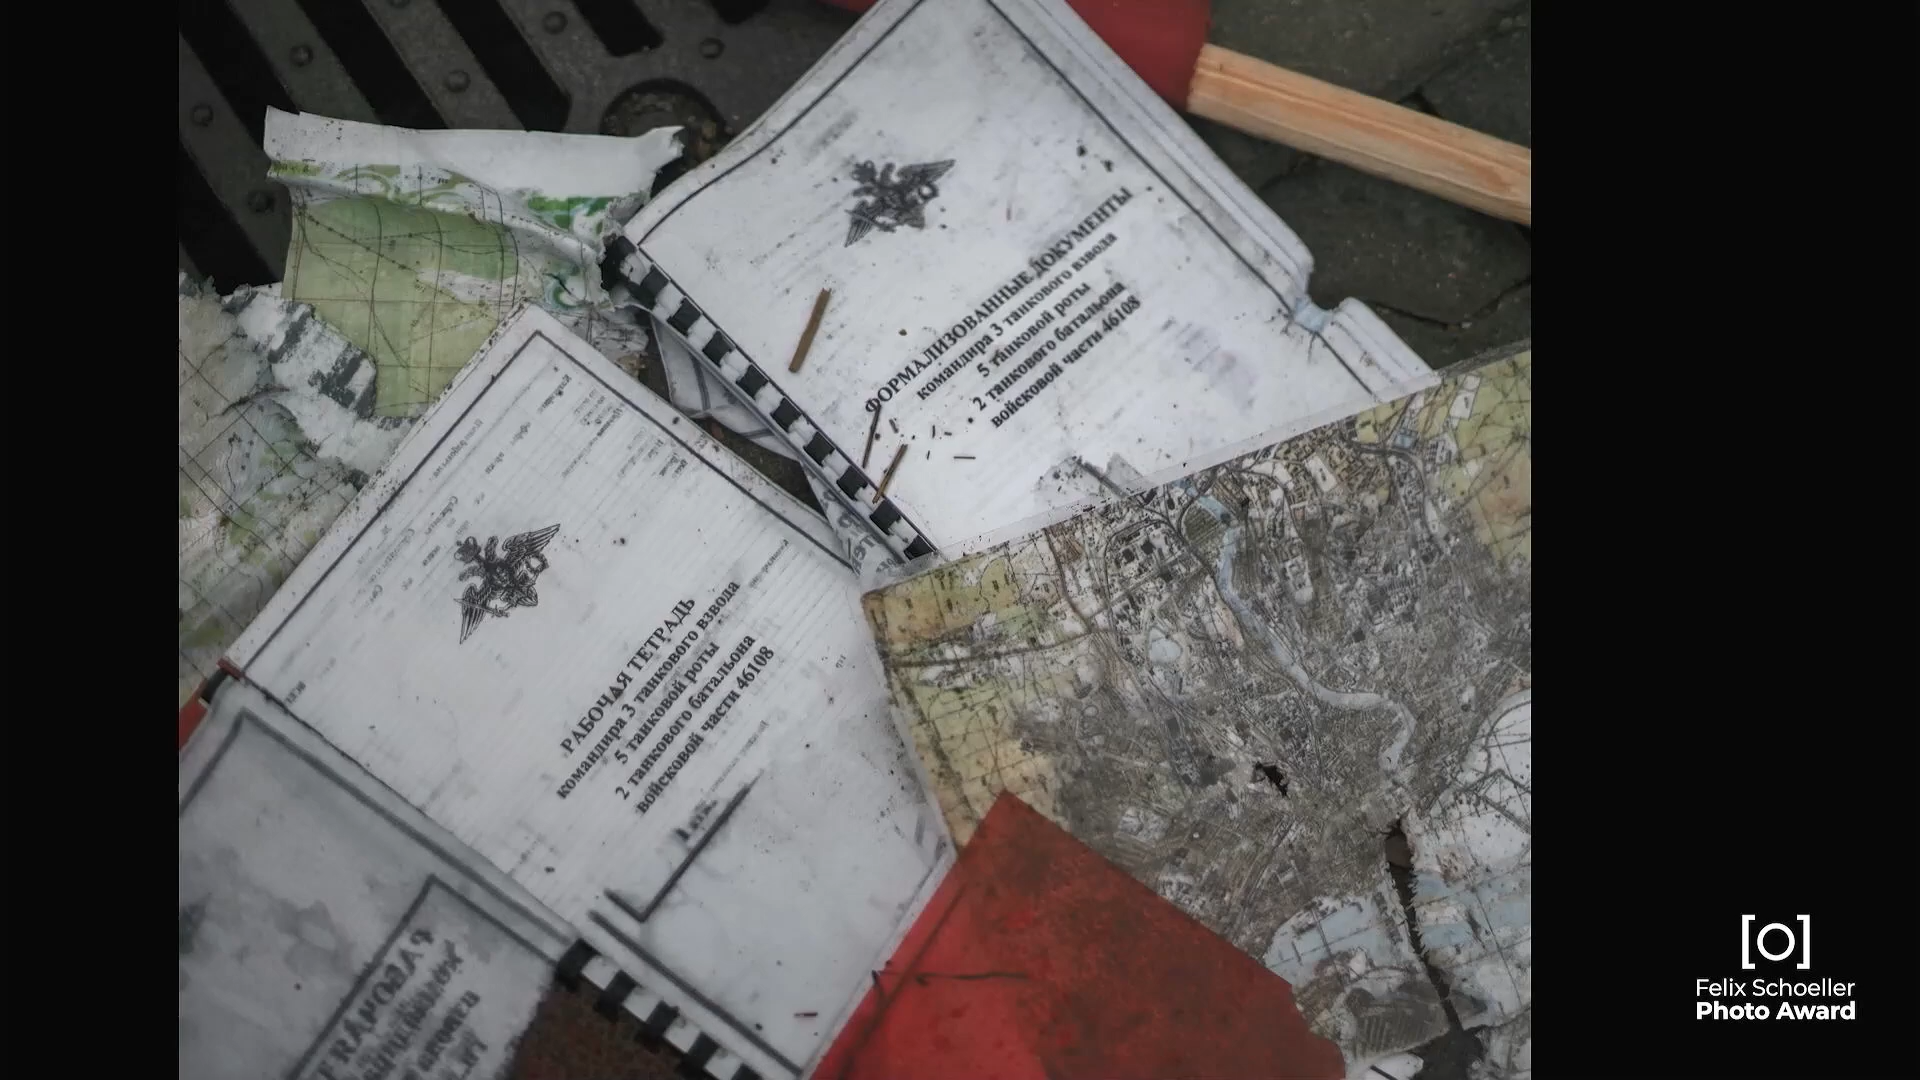 ФОРМАЛИЗОВАННЫЕ ДОКУМЕНТЫ
командира 3 танкового взвода
5 танковой роты
2 танкового батальона
войсковой части 46108
РАБОЧАЯ ТЕТРАДЬ
командира 3 танкового взвода
5 танковой роты
2 танкового батальона
войсковой части 46108
Felix Schoeller
Photo Award